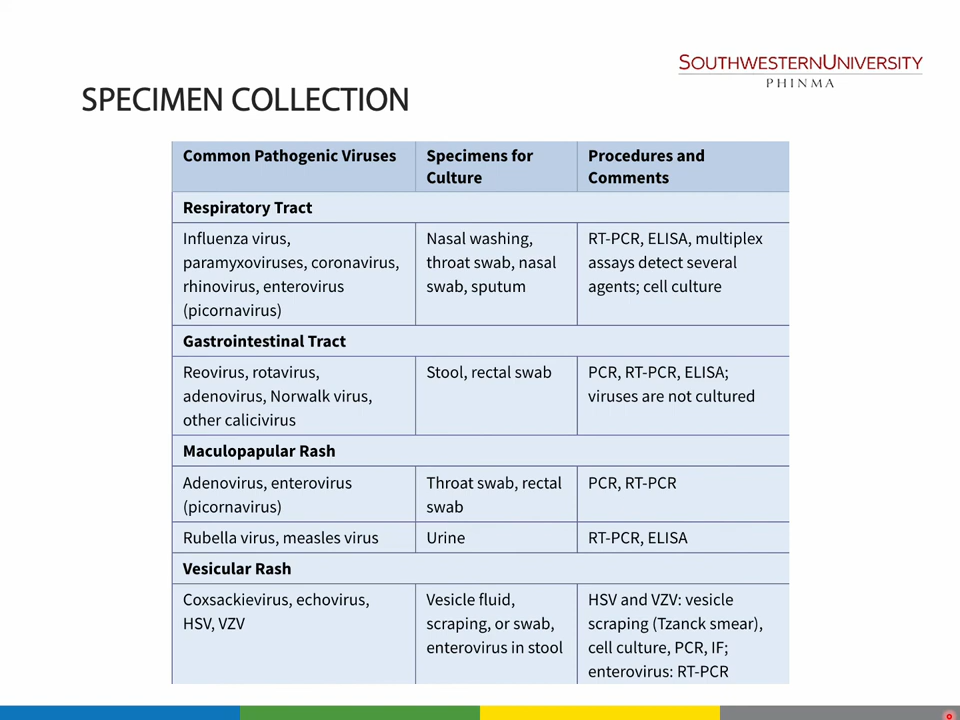 SOUTHWESTERNUNIVERSITY
PHINMA
SPECIMEN COLLECTION
Common Pathogenic Viruses
Specimens for
Culture
Procedures and
Comments
Respiratory Tract
Influenza virus,
paramyxoviruses, coronavirus,
rhinovirus, enterovirus
(picornavirus)
Nasal washing,
throat swab, nasal
swab, sputum
RT-PCR, ELISA, multiplex
assays detect several
agents; cell culture
Gastrointestinal Tract
Reovirus, rotavirus,
adenovirus, Norwalk virus,
other calicivirus
Stool, rectal swab
PCR, RT-PCR, ELISA;
viruses are not cultured
Maculopapular Rash
Adenovirus, enterovirus
(picornavirus)
Throat swab, rectal
swab
PCR, RT-PCR
Rubella virus, measles virus
Urine
RT-PCR, ELISA
Vesicular Rash
Coxsackievirus, echovirus,
HSV, VZV
Vesicle fluid,
scraping, or swab,
enterovirus in stool
HSV and VZV: vesicle
scraping (Tzanck smear),
cell culture, PCR, IF;
enterovirus: RT-PCR
8